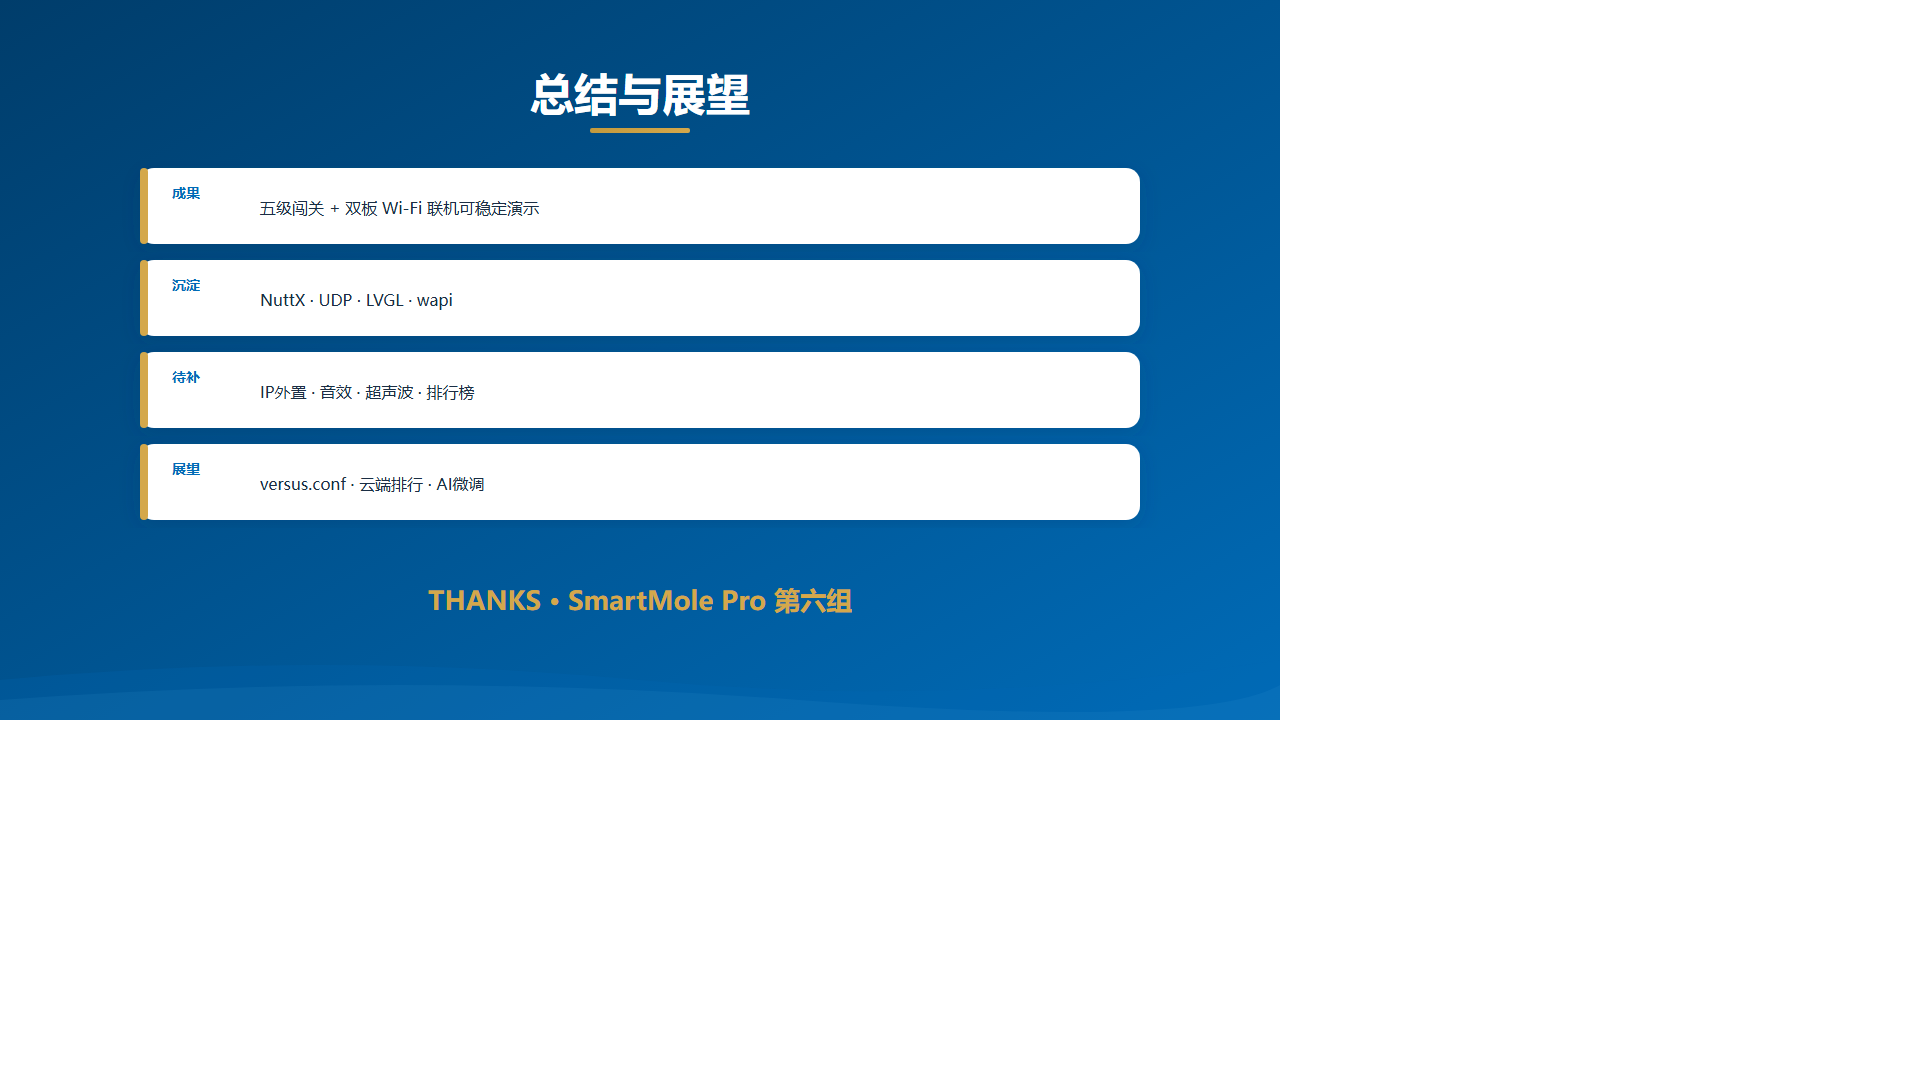 总结与展望
成果
五级闯关 + 双板 Wi-Fi 联机可稳定演示
沉淀
NuttX · UDP · LVGL · wapi
待补
IP外置 · 音效 · 超声波 · 排行榜
展望
versus.conf · 云端排行 · AI微调
THANKS • SmartMole Pro 第六组